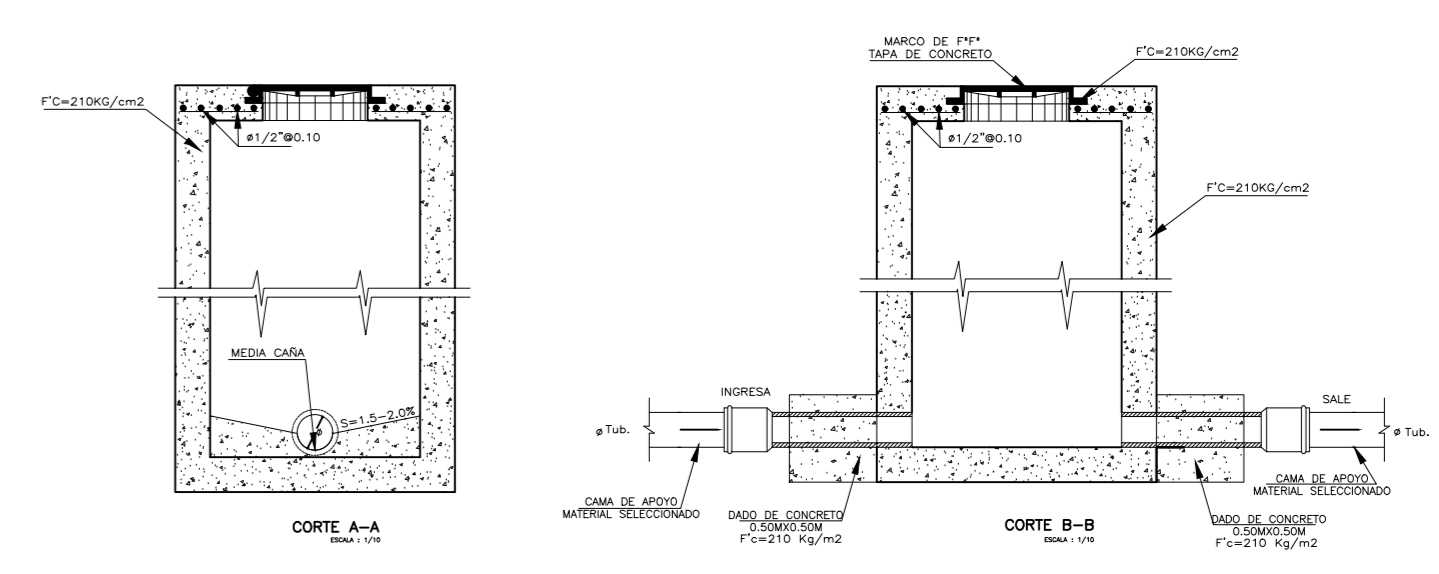 F'C=210KG/cm2
ø1/2"@0.10
MEDIA CAÑA
S=1.5-2.0%
ø
CORTE A-A
ESCALA : 1/10
MARCO DE F°F°
TAPA DE CONCRETO
F'C=210KG/cm2
ø1/2"@0.10
F'C=210KG/cm2
INGRESA
SALE
ø Tub.
ø Tub.
CAMA DE APOYO
MATERIAL SELECCIONADO
CAMA DE APOYO
MATERIAL SELECCIONADO
DADO DE CONCRETO
0.50MX0.50M
F'c=210 Kg/m2
CORTE B-B
ESCALA : 1/10
DADO DE CONCRETO
0.50MX0.50M
F'c=210 Kg/m2